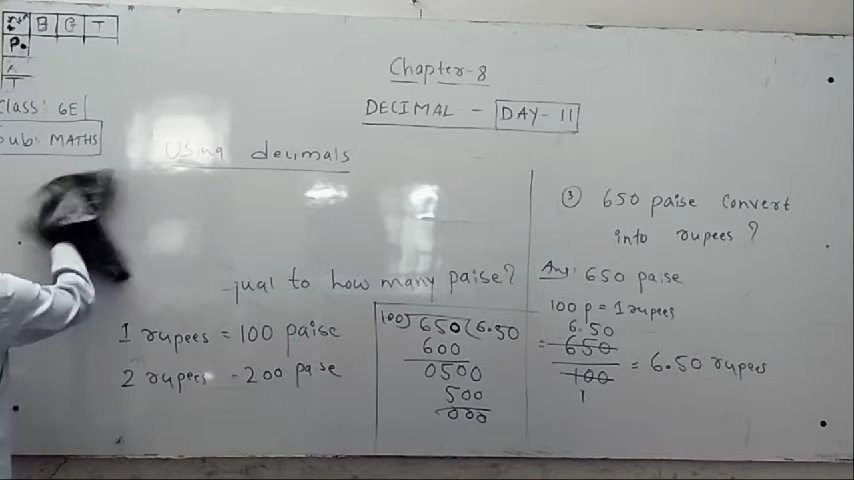 B G T
P.
T
Class: 6E
Sub: MATHS
Chapter-8
DECIMAL - DAY- 11
Using decimals
jual to how many paise?
1 rupees = 100 paise
2 rupees - 200 paise
100) 650 ( 6.50
600
0500
500
000
③ 650 paise Convert
into rupees ?
Ans: 650 paise
100 p = 1 rupees
6.50
= 650
100 = 6.50 rupees
1